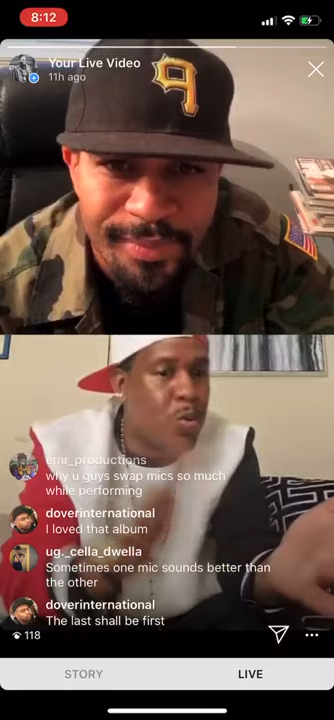 8:12
Your Live Video
11h ago
P
emr_productions
why u guys swap mics so much
while performing
doverinternational
I loved that album
ug._cella_dwella
Sometimes one mic sounds better than
the other
doverinternational
The last shall be first
118
STORY
LIVE